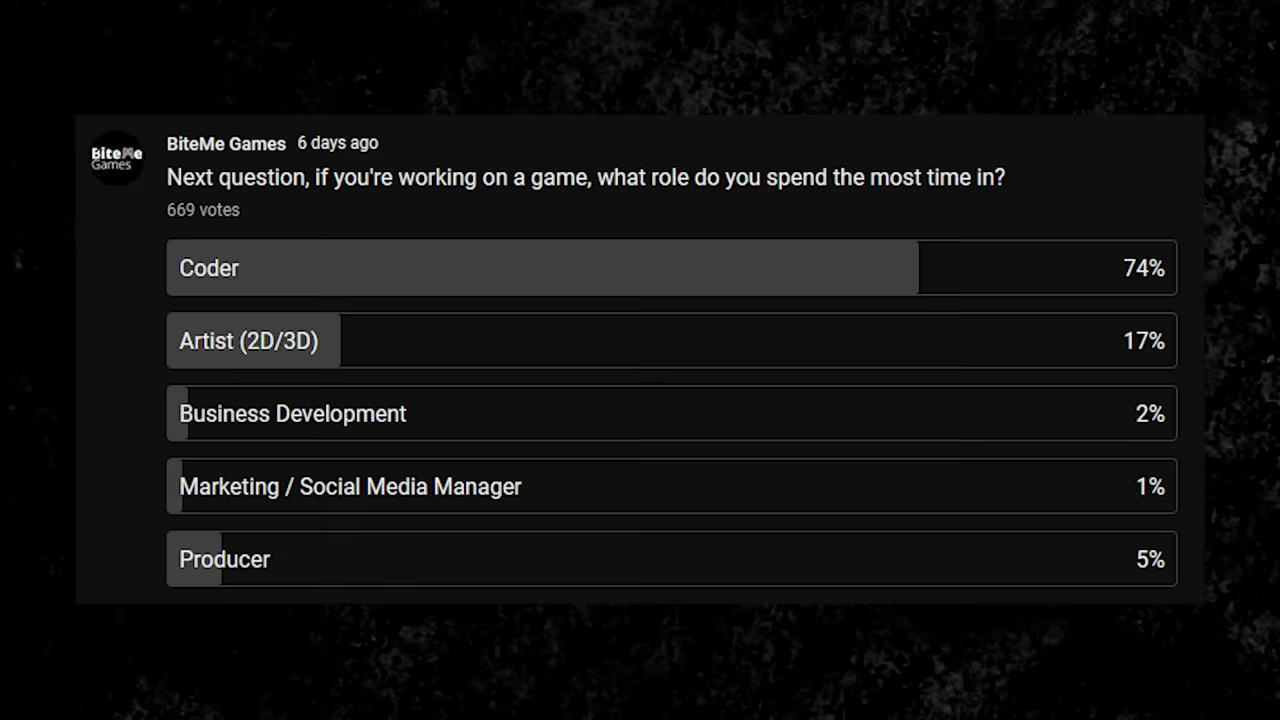 BiteMe
Games
BiteMe Games 6 days ago
Next question, if you're working on a game, what role do you spend the most time in?
669 votes
Coder 74%
Artist (2D/3D) 17%
Business Development 2%
Marketing / Social Media Manager 1%
Producer 5%